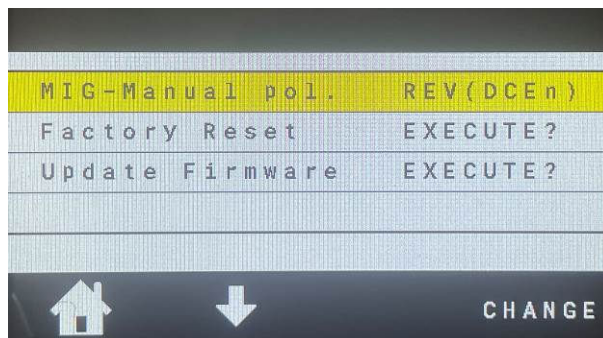 MIG-Manual pol. REV(DCEn)
Factory Reset EXECUTE?
Update Firmware EXECUTE?
CHANGE